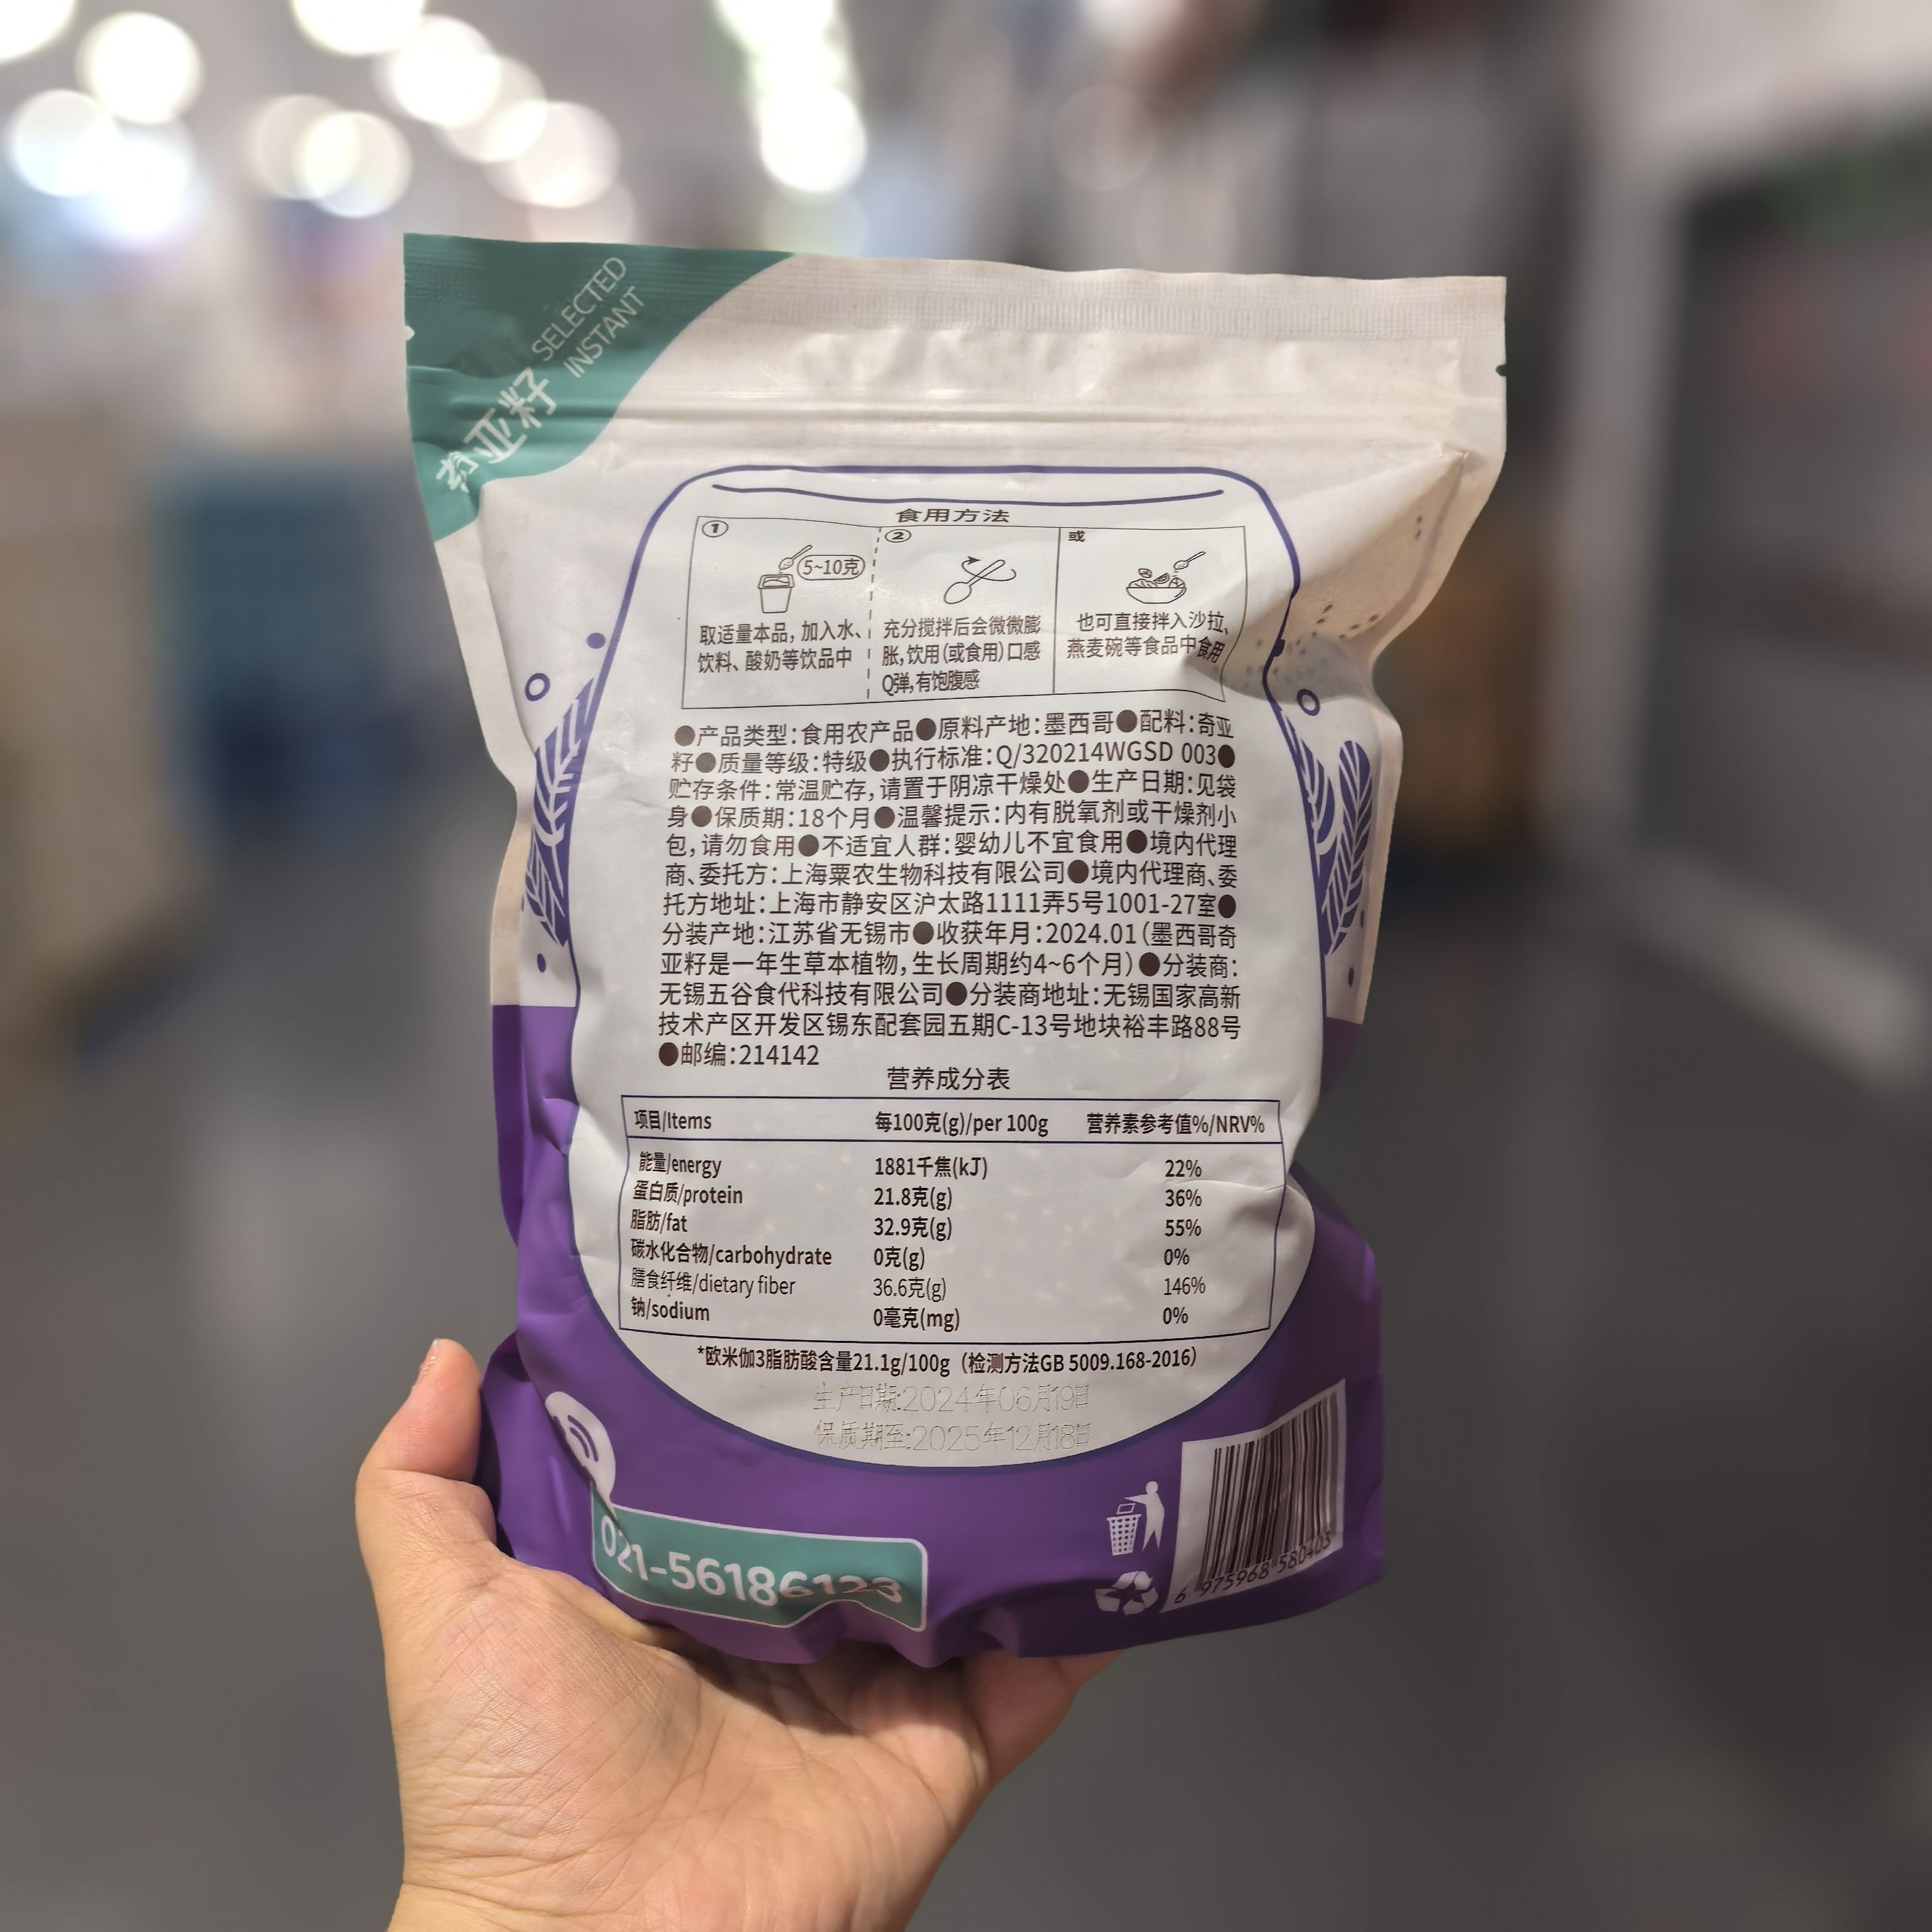 奇亚籽
SELECTED
INSTANT
食用方法
①
5~10克
取适量本品，加入水、
饮料、酸奶等饮品中
②
充分搅拌后会微微膨
胀，饮用（或食用）口感
Q弹，有饱腹感
或
也可直接拌入沙拉、
燕麦碗等食品中食用
●产品类型：食用农产品●原料产地：墨西哥●配料：奇亚
籽●质量等级：特级●执行标准：Q/320214WGSD 003●
贮存条件：常温贮存，请置于阴凉干燥处●生产日期：见袋
身●保质期：18个月●温馨提示：内有脱氧剂或干燥剂小
包，请勿食用●不适宜人群：婴幼儿不宜食用●境内代理
商、委托方：上海粟农生物科技有限公司●境内代理商、委
托方地址：上海市静安区沪太路1111弄5号1001-27室●
分装产地：江苏省无锡市●收获年月：2024.01（墨西哥奇
亚籽是一年生草本植物，生长周期约4~6个月）●分装商：
无锡五谷食代科技有限公司●分装商地址：无锡国家高新
技术产区开发区锡东配套园五期C-13号地块裕丰路88号
●邮编：214142
营养成分表
项目/Items 每100克(g)/per 100g 营养素参考值%/NRV%
能量/energy 1881千焦(kJ) 22%
蛋白质/protein 21.8克(g) 36%
脂肪/fat 32.9克(g) 55%
碳水化合物/carbohydrate 0克(g) 0%
膳食纤维/dietary fiber 36.6克(g) 146%
钠/sodium 0毫克(mg) 0%
*欧米伽3脂肪酸含量21.1g/100g（检测方法GB 5009.168-2016）
生产日期:2024年06月19日
保质期至:2025年12月18日
021-56186123
6 975968 580403